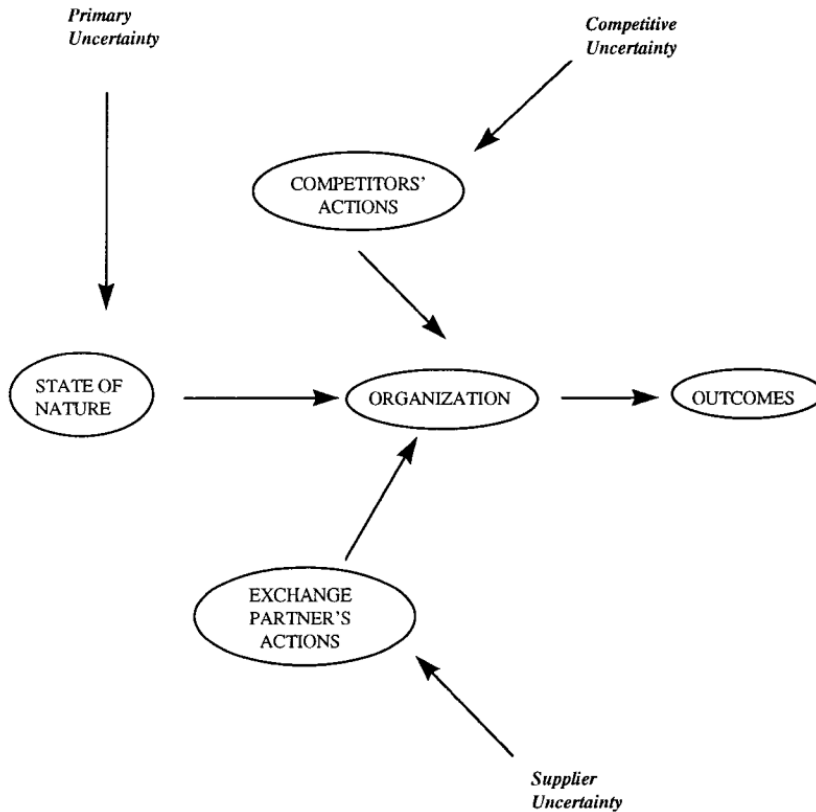 Primary
Uncertainty
Competitive
Uncertainty
COMPETITORS'
ACTIONS
STATE OF
NATURE
ORGANIZATION
OUTCOMES
EXCHANGE
PARTNER'S
ACTIONS
Supplier
Uncertainty